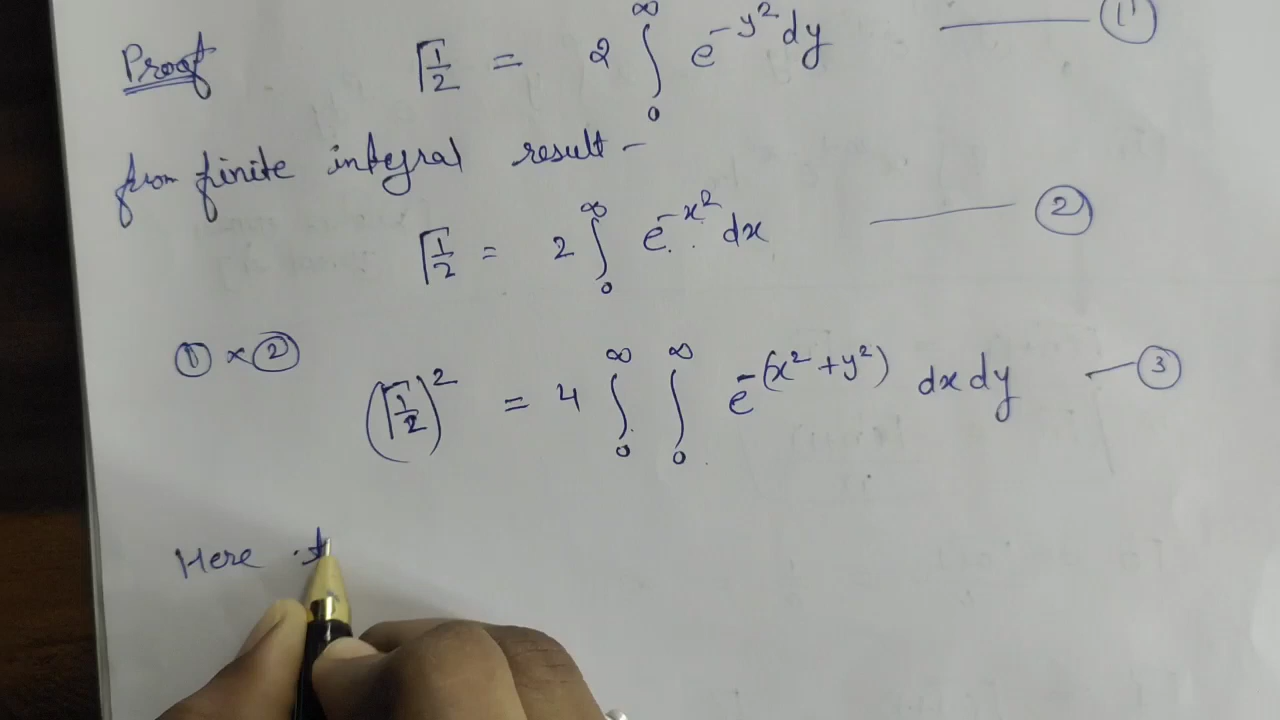 Proof Γ1/2 = 2 ∫₀^∞ e^{-y²} dy —— ①
from finite integral result –
Γ1/2 = 2 ∫₀^∞ e^{-x²} dx —— ②
① × ②
(Γ1/2)² = 4 ∫₀^∞ ∫₀^∞ e^{-(x²+y²)} dx dy —— ③
Here